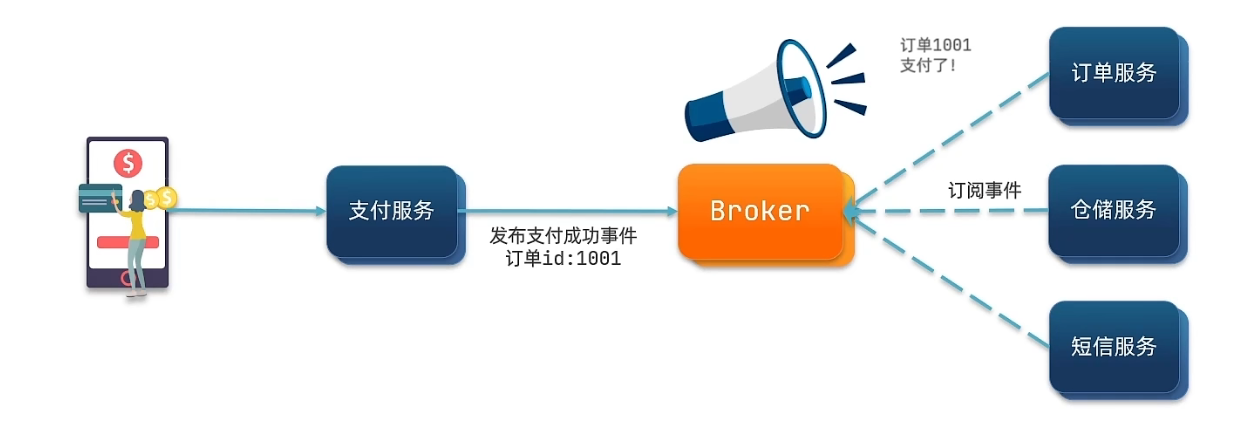 订单1001
支付了!
订单服务
支付服务
Broker
订阅事件
仓储服务
发布支付成功事件
订单id:1001
短信服务
$
$
$